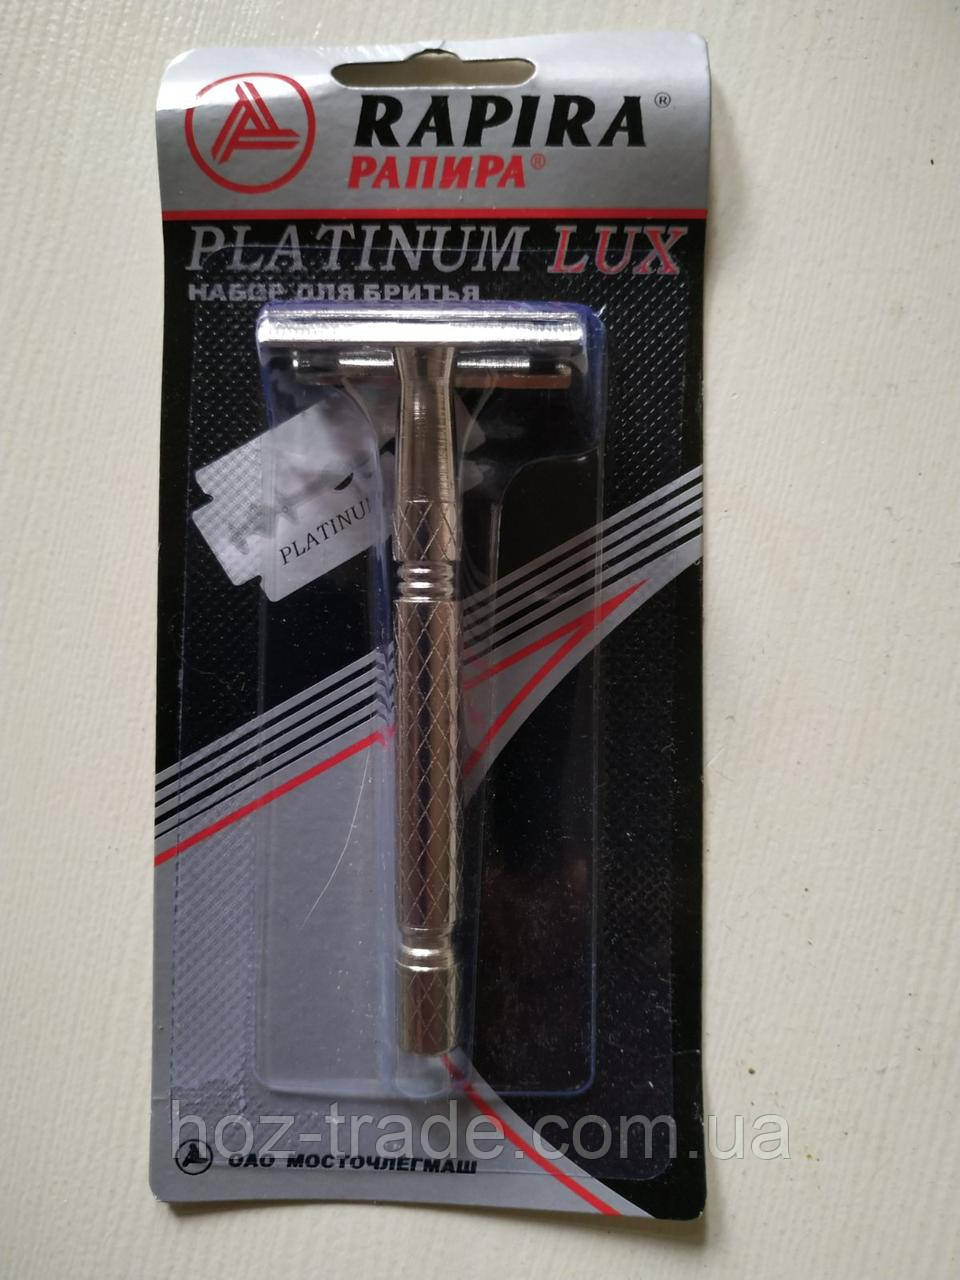 RAPIRA®
РАПИРА®
PLATINUM LUX
НАБОР ДЛЯ БРИТЬЯ
PLATINUM
hoz-trade.com.ua
ОАО МОСТОЧЛЕГМАШ